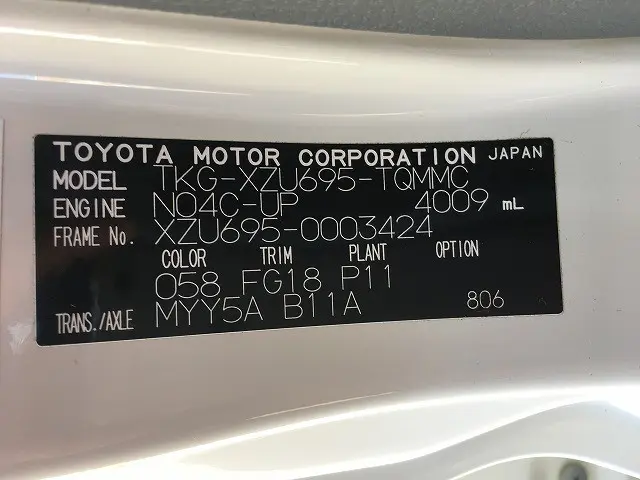 TOYOTA MOTOR CORPORATION JAPAN
MODEL TKG-XZU695-TQMMC
ENGINE N04C-UP 4009 mL
FRAME No. XZU695-0003424
COLOR TRIM PLANT OPTION
058 FG18 P11
TRANS./AXLE MYY5A B11A 806